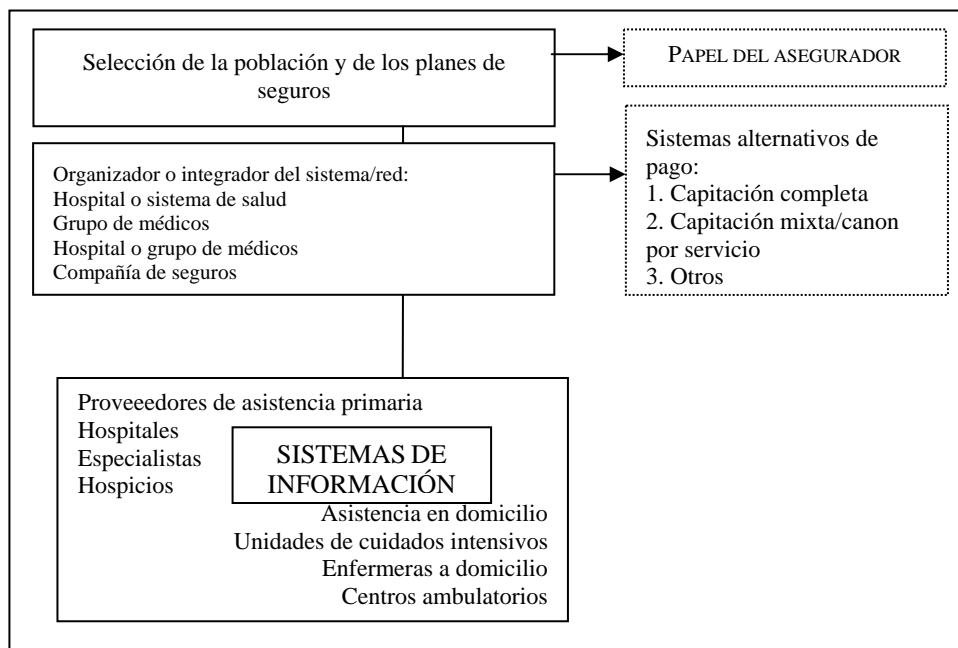 Selección de la población y de los planes de
seguros
PAPEL DEL ASEGURADOR
Organizador o integrador del sistema/red:
Hospital o sistema de salud
Grupo de médicos
Hospital o grupo de médicos
Compañía de seguros
Sistemas alternativos de
pago:
1. Capitación completa
2. Capitación mixta/canon
por servicio
3. Otros
Proveeedores de asistencia primaria
Hospitales
Especialistas
Hospicios
SISTEMAS DE
INFORMACIÓN
Asistencia en domicilio
Unidades de cuidados intensivos
Enfermeras a domicilio
Centros ambulatorios